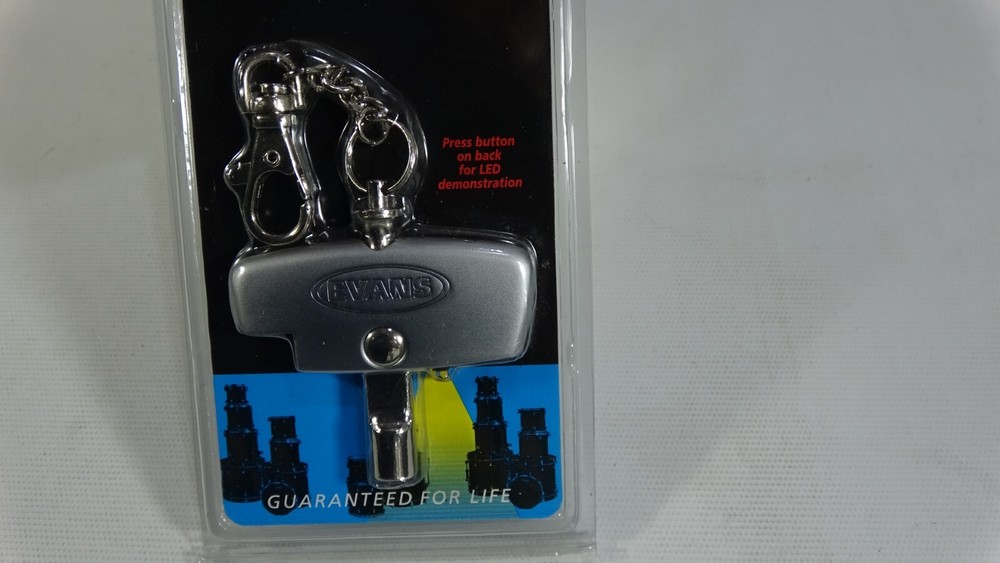 Press button
on back
for LED
demonstration
EVANS
GUARANTEED FOR LIFE